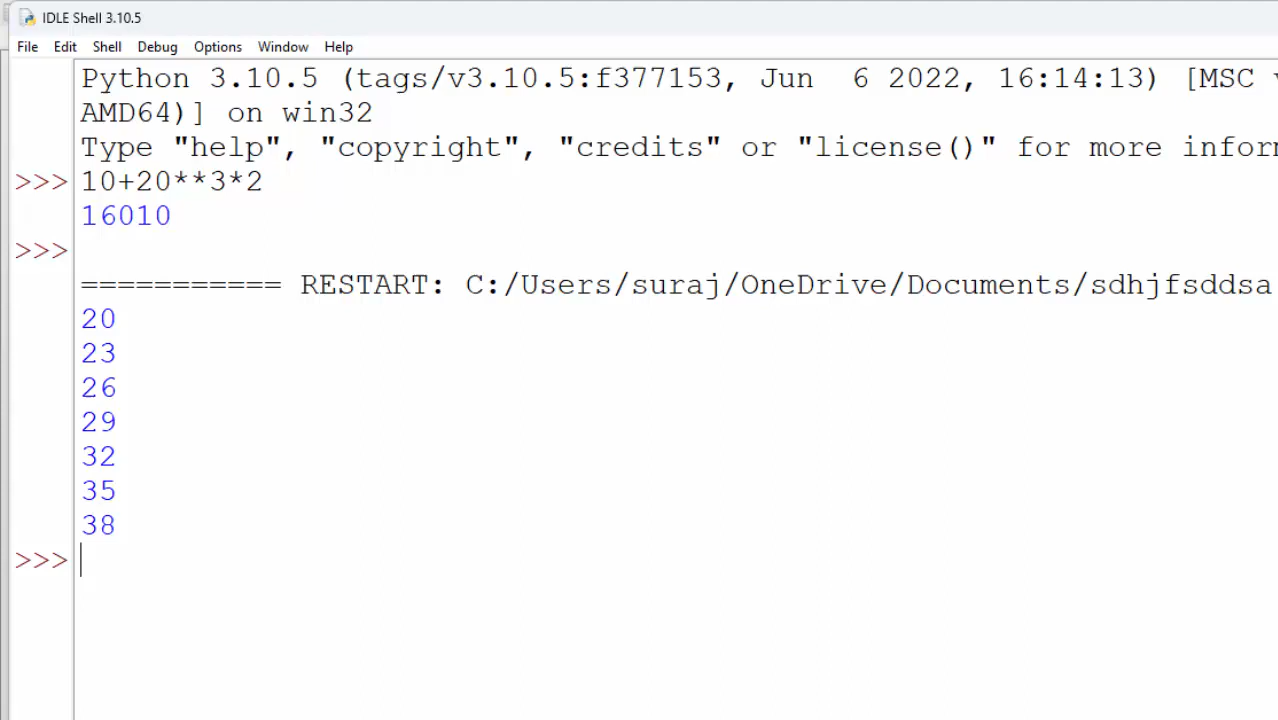 IDLE Shell 3.10.5
File Edit Shell Debug Options Window Help
Python 3.10.5 (tags/v3.10.5:f377153, Jun  6 2022, 16:14:13) [MSC
AMD64)] on win32
Type "help", "copyright", "credits" or "license()" for more infor
>>> 10+20**3*2
16010
>>>
=========== RESTART: C:/Users/suraj/OneDrive/Documents/sdhjfsddsa
20
23
26
29
32
35
38
>>>